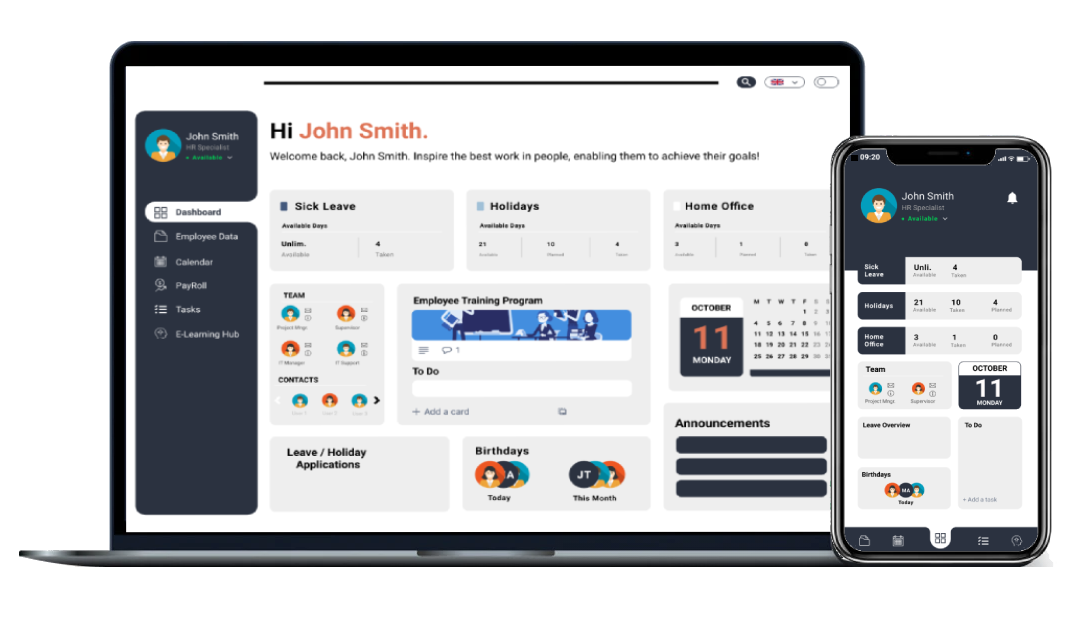 John Smith
HR Specialist
Available
Dashboard
Employee Data
Calendar
PayRoll
Tasks
E-Learning Hub
Hi John Smith.
Welcome back, John Smith. Inspire the best work in people, enabling them to achieve their goals!
Sick Leave
Available Days
Unlim. 4
Available Taken
Holidays
Available Days
21 10 4
Available Planned Taken
Home Office
Available Days
3 1 8
Available Planned Taken
TEAM
Project Mngr Supervisor
IT Manager IT Support
CONTACTS
Employee Training Program
1
To Do
+ Add a card
OCTOBER
11
MONDAY
M T W T F S S
1 2 3
4 5 6 7 8 9 10
11 12 13 14 15 16
18 19 20 21 22 23
25 26 27 28 29 30
Announcements
Leave / Holiday
Applications
Birthdays
A
Today
JT
This Month
09:20
John Smith
HR Specialist
Available
Sick
Leave
Unli. 4
Available Taken
Holidays
21 10 4
Available Taken Planned
Home
Office
3 1 0
Available Taken Planned
Team
Project Mngr Supervisor
OCTOBER
11
MONDAY
Leave Overview
To Do
+ Add a task
Birthdays
MA
Today